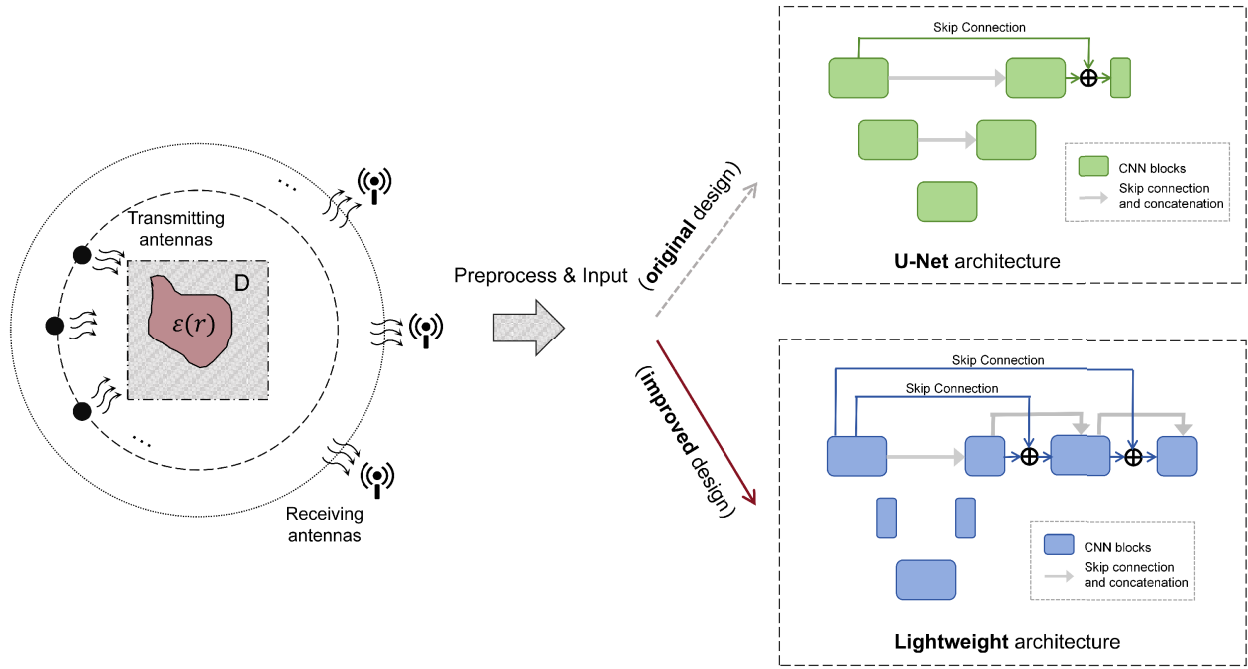 ...
Transmitting
antennas
D
ε(r)
...
Receiving
antennas
Preprocess & Input
(original design)
(improved design)
Skip Connection
CNN blocks
Skip connection
and concatenation
U-Net architecture
Skip Connection
Skip Connection
CNN blocks
Skip connection
and concatenation
Lightweight architecture